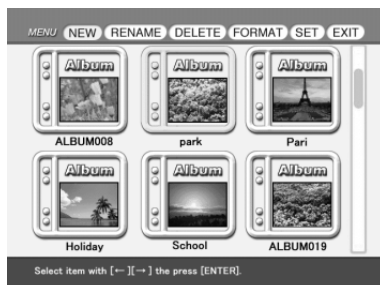 MENU NEW RENAME DELETE FORMAT SET EXIT
Album Album Album
ALBUM008 park Pari
Album Album Album
Holiday School ALBUM019
Select item with [← ][→ ] the press [ENTER].